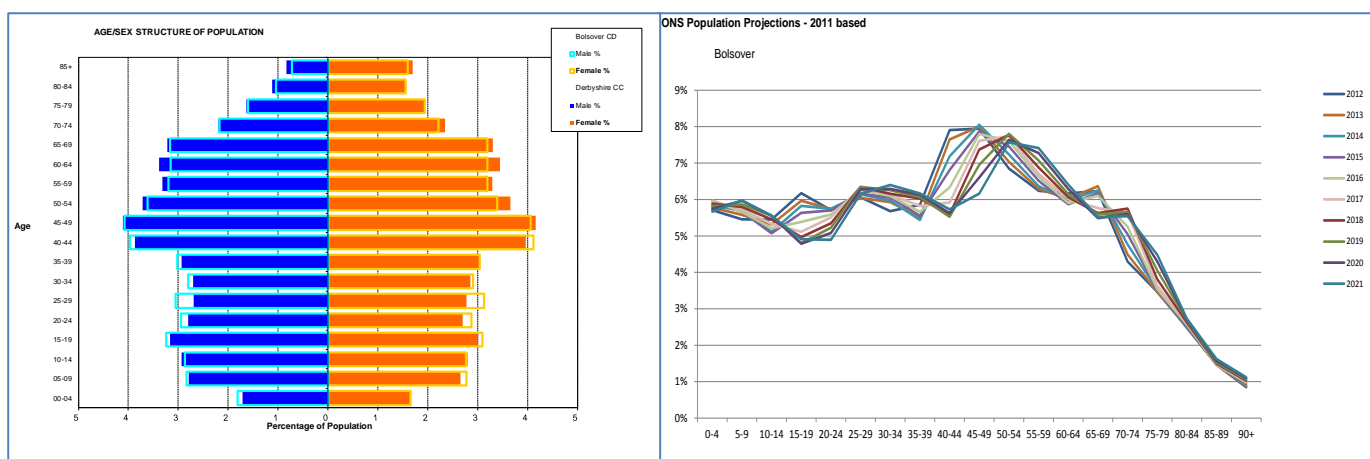 AGE/SEX STRUCTURE OF POPULATION
Bolsover CD
Male %
Female %
Derbyshire CC
Male %
Female %
Age
85+
80-84
75-79
70-74
65-69
60-64
55-59
50-54
45-49
40-44
35-39
30-34
25-29
20-24
15-19
10-14
05-09
00-04
5 4 3 2 1 0 1 2 3 4 5
Percentage of Population
ONS Population Projections - 2011 based
Bolsover
9%
8%
7%
6%
5%
4%
3%
2%
1%
0%
0-4 5-9 10-14 15-19 20-24 25-29 30-34 35-39 40-44 45-49 50-54 55-59 60-64 65-69 70-74 75-79 80-84 85-89 90+
2012
2013
2014
2015
2016
2017
2018
2019
2020
2021